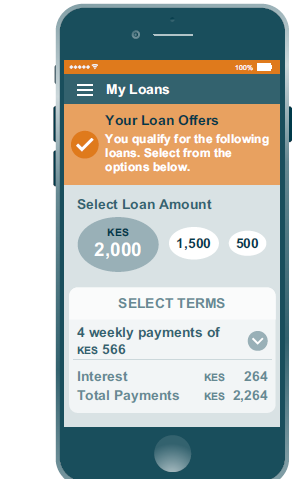 100%
My Loans
Your Loan Offers
You qualify for the following
loans. Select from the
options below.
Select Loan Amount
KES
2,000
1,500
500
SELECT TERMS
4 weekly payments of
KES 566
Interest KES 264
Total Payments KES 2,264